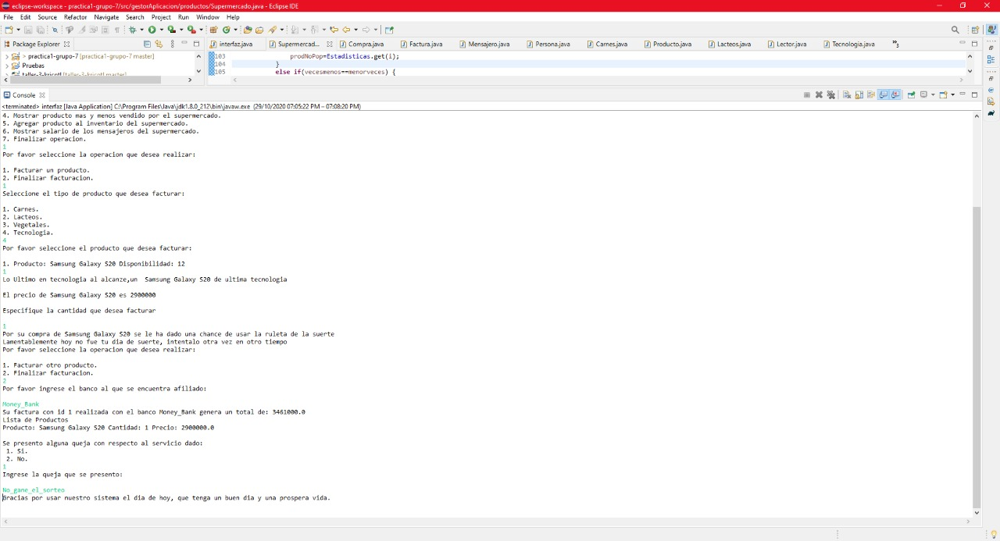 eclipse-workspace - practica1-grupo-7/src/gestorAplicacion/productos/Supermercado.java - Eclipse IDE
File Edit Source Refactor Navigate Search Project Run Window Help
Package Explorer
> practica1-grupo-7 [practica1-grupo-7 master]
Pruebas
taller-3-kricotl [taller-3-kricotl master]
interfaz.java Supermercad... Compra.java Factura.java Mensajero.java Persona.java Carnes.java Producto.java Lacteos.java Lector.java Tecnologia.java »3
103 prodNoPop=Estadisticas.get(i);
104 }
105 else if(vecesmenos==menorveces) {
Console
<terminated> interfaz [Java Application] C:\Program Files\Java\jdk1.8.0_212\bin\javaw.exe (29/10/2020 07:05:22 PM – 07:08:20 PM)
4. Mostrar producto mas y menos vendido por el supermercado.
5. Agregar producto al inventario del supermercado.
6. Mostrar salario de los mensajeros del supermercado.
7. Finalizar operacion.
1
Por favor seleccione la operacion que desea realizar:
1. Facturar un producto.
2. Finalizar facturacion.
1
Seleccione el tipo de producto que desea facturar:
1. Carnes.
2. Lacteos.
3. Vegetales.
4. Tecnologia.
4
Por favor seleccione el producto que desea facturar:
1. Producto: Samsung Galaxy S20 Disponibilidad: 12
1
Lo Ultimo en tecnologia al alcanze,un  Samsung Galaxy S20 de ultima tecnologia
El precio de Samsung Galaxy S20 es 2900000
Especifique la cantidad que desea facturar
1
Por su compra de Samsung Galaxy S20 se le ha dado una chance de usar la ruleta de la suerte
Lamentablemente hoy no fue tu dia de suerte, intentalo otra vez en otro tiempo
Por favor seleccione la operacion que desea realizar:
1. Facturar otro producto.
2. Finalizar facturacion.
2
Por favor ingrese el banco al que se encuentra afiliado:
Money_Bank
Su factura con id 1 realizada con el banco Money_Bank genera un total de: 3461000.0
Lista de Productos
Producto: Samsung Galaxy S20 Cantidad: 1 Precio: 2900000.0
Se presento alguna queja con respecto al servicio dado:
1. Si.
2. No.
1
Ingrese la queja que se presento:
No_gane_el_sorteo
Gracias por usar nuestro sistema el dia de hoy, que tenga un buen dia y una prospera vida.